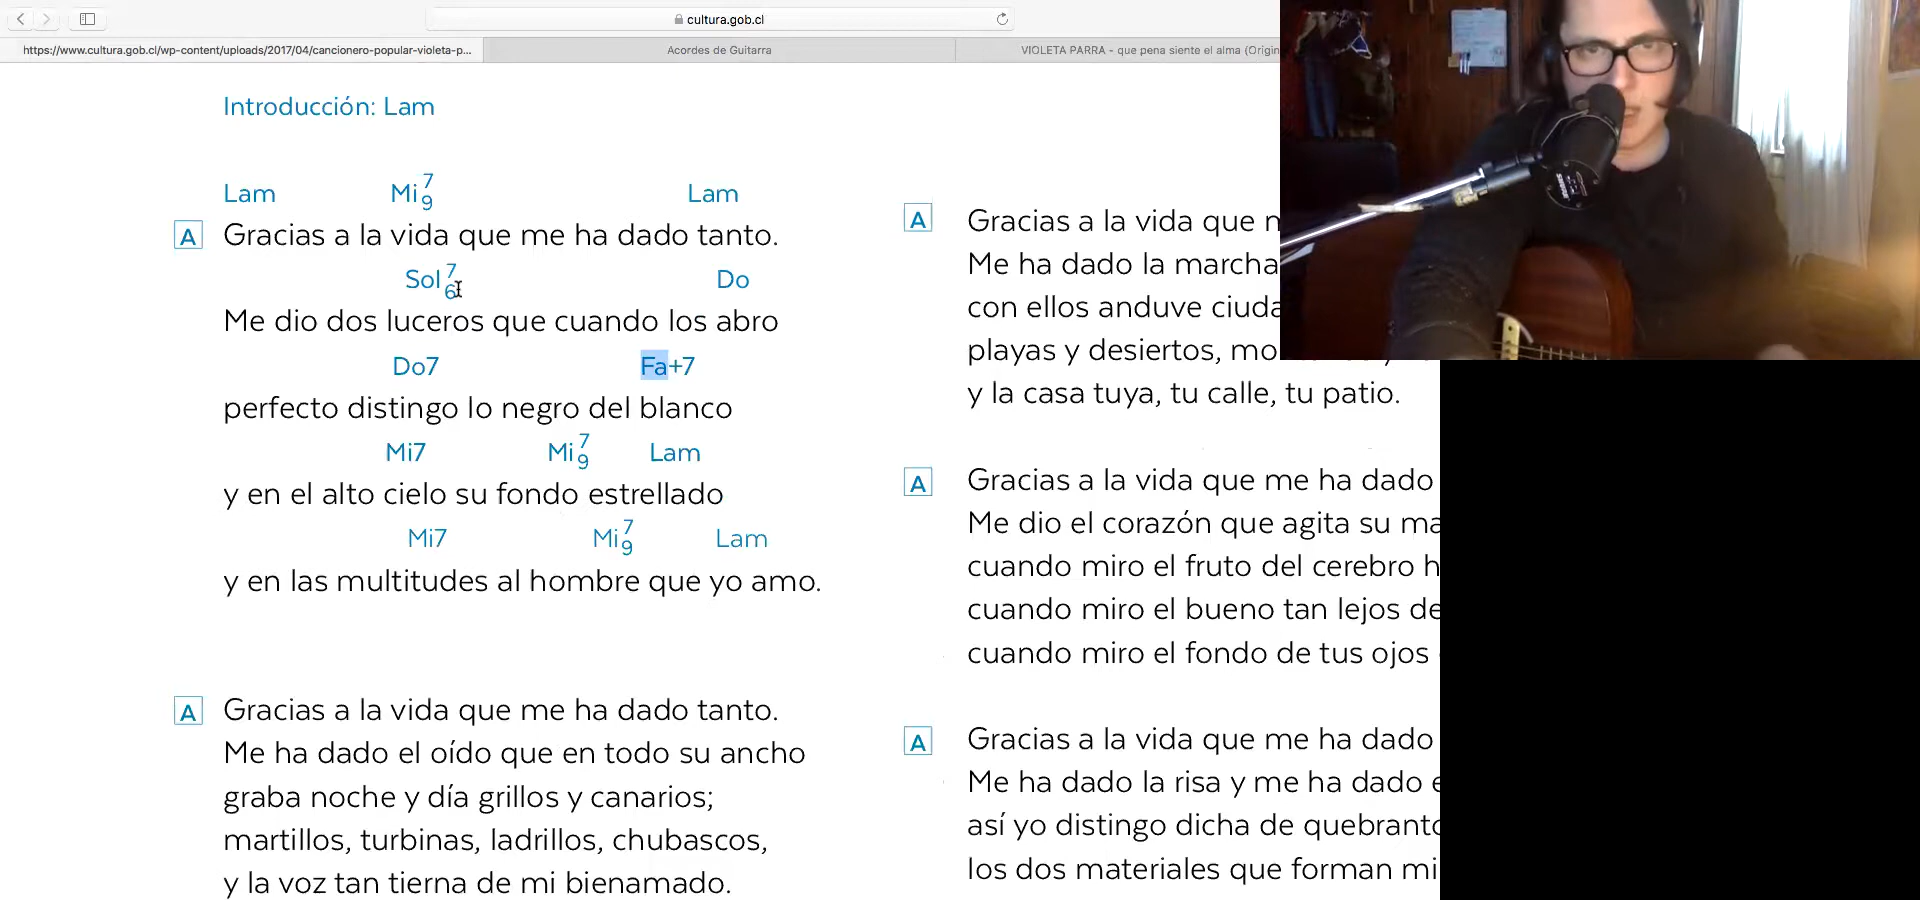 cultura.gob.cl
https://www.cultura.gob.cl/wp-content/uploads/2017/04/cancionero-popular-violeta-p...
Acordes de Guitarra
VIOLETA PARRA - que pena siente el alma (Origin
Introducción: Lam
Lam Mi 7 9 Lam
A Gracias a la vida que me ha dado tanto.
Sol 7 6 Do
Me dio dos luceros que cuando los abro
Do7 Fa+7
perfecto distingo lo negro del blanco
Mi7 Mi 7 9 Lam
y en el alto cielo su fondo estrellado
Mi7 Mi 7 9 Lam
y en las multitudes al hombre que yo amo.
A Gracias a la vida que me ha dado tanto.
Me ha dado el oído que en todo su ancho
graba noche y día grillos y canarios;
martillos, turbinas, ladrillos, chubascos,
y la voz tan tierna de mi bienamado.
A Gracias a la vida que
Me ha dado la marcha
con ellos anduve
playas y desiertos,
y la casa tuya, tu calle, tu patio.
A Gracias a la vida que me ha dado
Me dio el corazón que agita su
cuando miro el fruto del cerebro
cuando miro el bueno tan lejos
cuando miro el fondo de tus ojos
A Gracias a la vida que me ha dado
Me ha dado la risa y me ha dado
así yo distingo dicha de
los dos materiales que forman